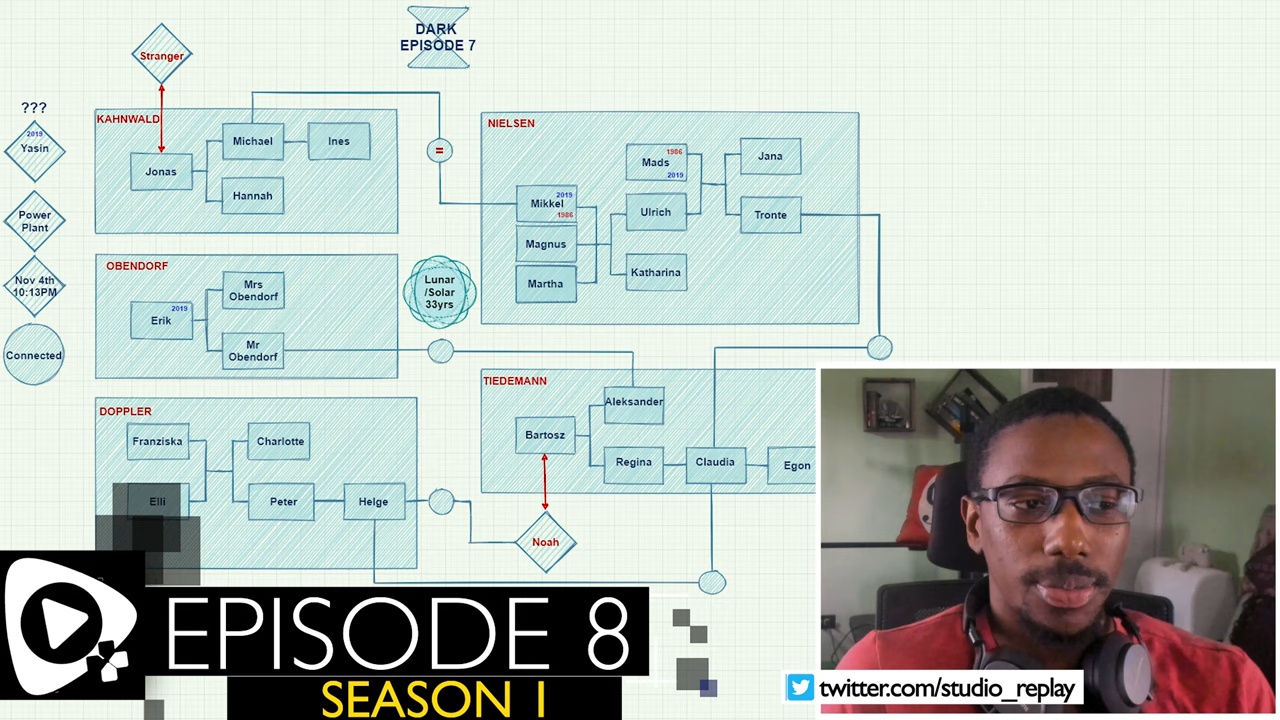 DARK
EPISODE 7
Stranger
???
2019
Yasin
Power
Plant
Nov 4th
10:13PM
Connected
KAHNWALD
Jonas
Michael
Ines
Hannah
=
NIELSEN
Mikkel
2019
1986
Magnus
Martha
Mads
1986
2019
Ulrich
Katharina
Jana
Tronte
OBENDORF
Erik
2019
Mrs
Obendorf
Mr
Obendorf
Lunar
/Solar
33yrs
TIEDEMANN
Bartosz
Aleksander
Regina
Claudia
Egon
DOPPLER
Franziska
Elli
Charlotte
Peter
Helge
Noah
EPISODE 8
SEASON 1
twitter.com/studio_replay